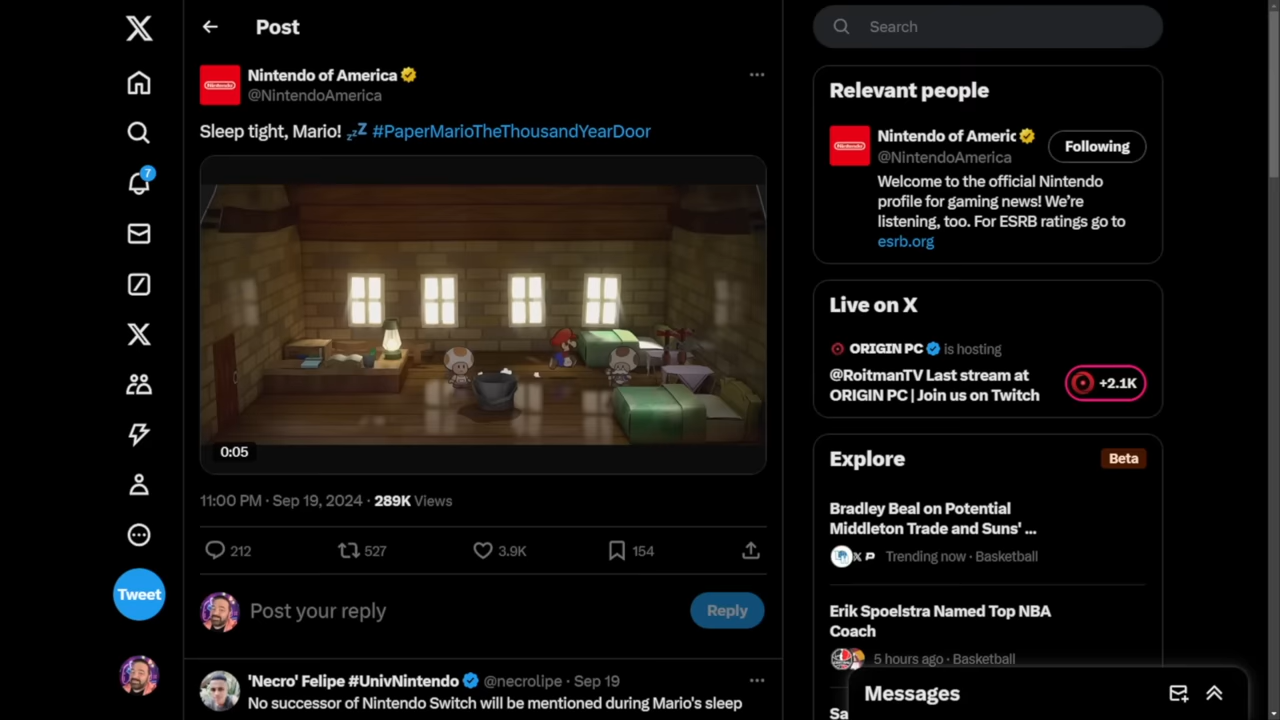 Post
Search
Nintendo of America
@NintendoAmerica
Sleep tight, Mario! 💤 #PaperMarioTheThousandYearDoor
0:05
11:00 PM · Sep 19, 2024 · 289K Views
212
527
3.9K
154
Post your reply
Reply
'Necro' Felipe #UnivNintendo @necrolipe · Sep 19
No successor of Nintendo Switch will be mentioned during Mario's sleep
7
Tweet
Relevant people
Nintendo of Americ
@NintendoAmerica
Following
Welcome to the official Nintendo
profile for gaming news! We're
listening, too. For ESRB ratings go to
esrb.org
Live on X
ORIGIN PC is hosting
@RoitmanTV Last stream at
ORIGIN PC | Join us on Twitch
+2.1K
Explore
Beta
Bradley Beal on Potential
Middleton Trade and Suns' ...
Trending now · Basketball
Erik Spoelstra Named Top NBA
Coach
5 hours ago · Basketball
Sa
Messages